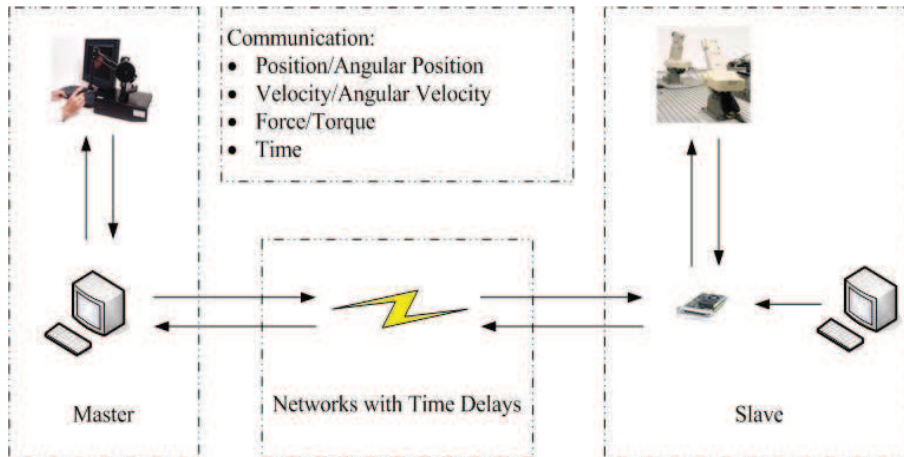 Communication:
• Position/Angular Position
• Velocity/Angular Velocity
• Force/Torque
• Time
Networks with Time Delays
Master
Slave